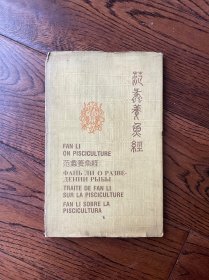 范蠡養魚經
FAN LI
ON PISCICULTURE
范蠡養魚經
ФАНЬ ЛИ О РАЗВЕ-
ДЕНИИ РЫБЫ
TRAITE DE FAN LI
SUR LA PISCICULTURE
FAN LI SOBRE LA
PISCICULTURA